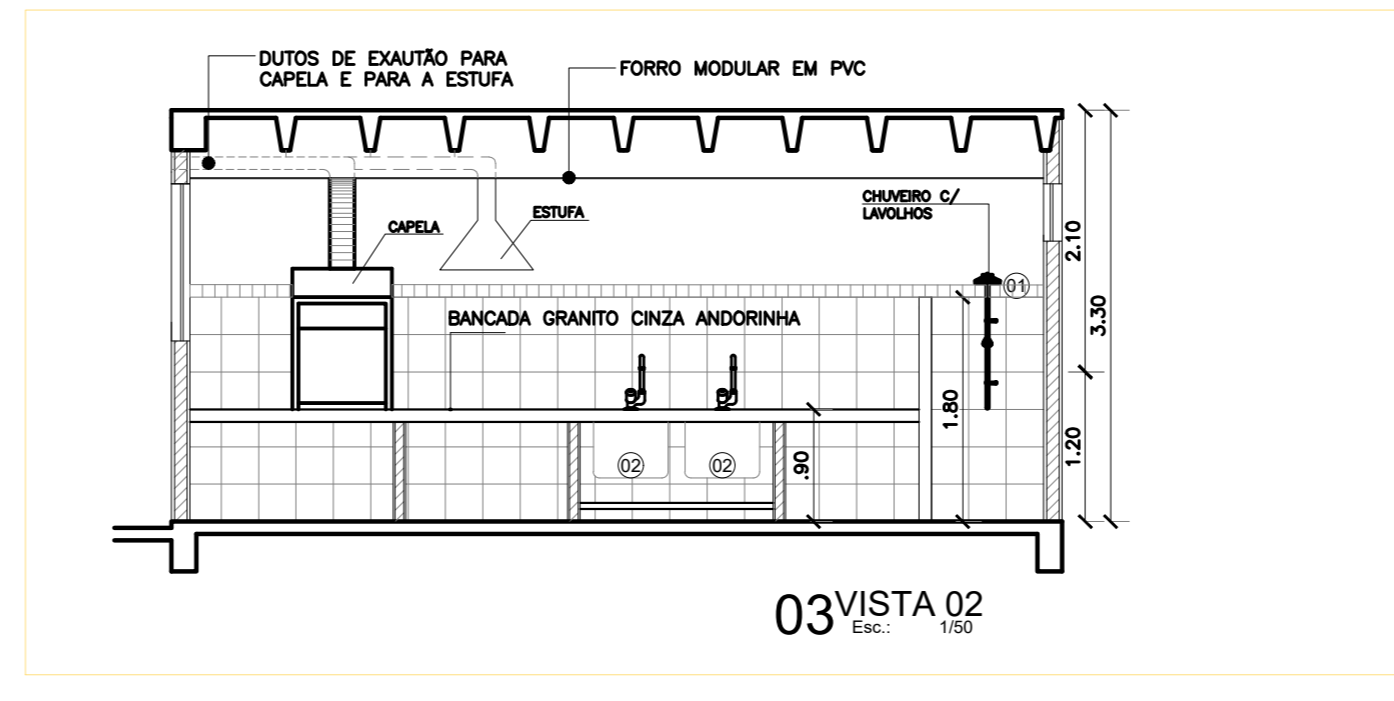 DUTOS DE EXAUTÃO PARA
CAPELA E PARA A ESTUFA
FORRO MODULAR EM PVC
CHUVEIRO C/
LAVOLHOS
ESTUFA
CAPELA
2.10
3.30
01
BANCADA GRANITO CINZA ANDORINHA
1.80
1.20
.90
02
02
03 VISTA 02
Esc.: 1/50